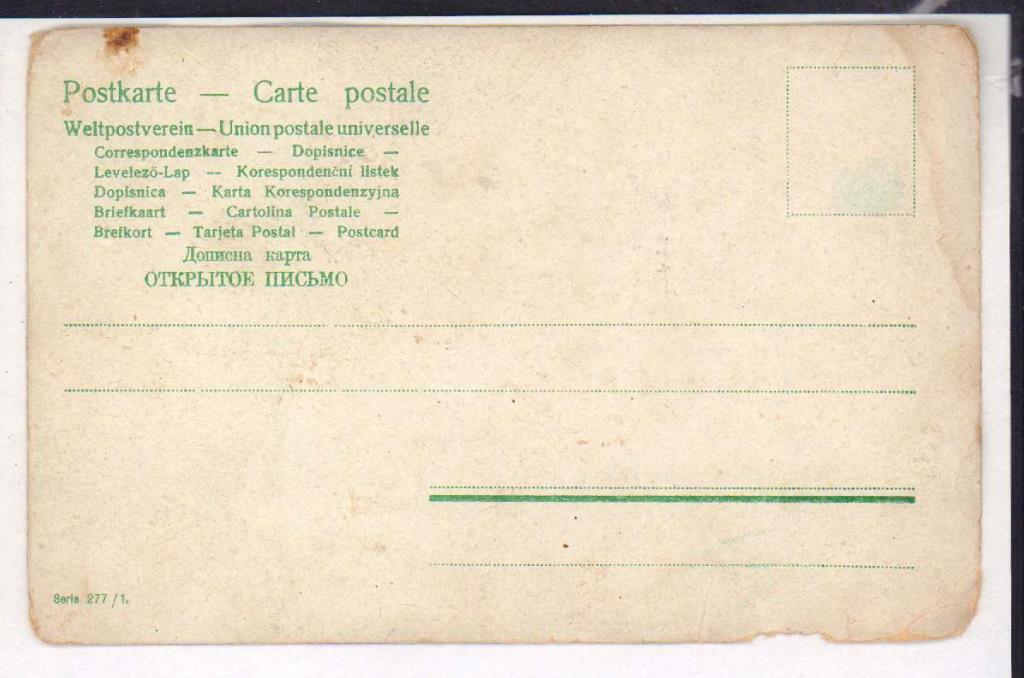 Postkarte — Carte postale
Weltpostverein — Union postale universelle
Correspondenzkarte — Dopisnice —
Levelező-Lap — Korespondenční listek
Dopisnica — Karta Korespondenzyjna
Briefkaart — Cartolina Postale —
Brefkort — Tarjeta Postal — Postcard
Дописна карта
ОТКРЫТОЕ ПИСЬМО
Serie 277/1.